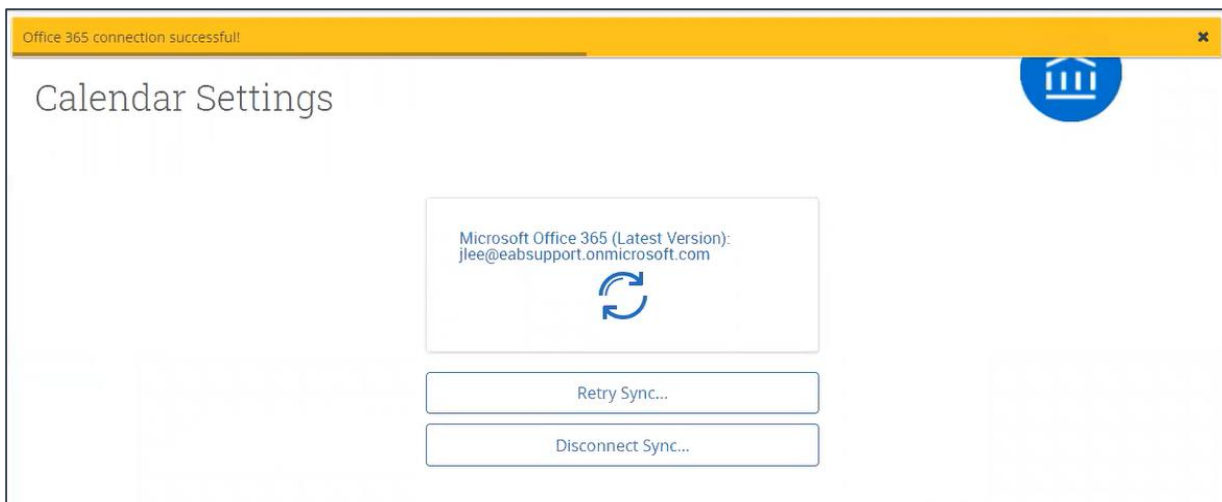 Office 365 connection successful!
Calendar Settings
Microsoft Office 365 (Latest Version):
jlee@eabsupport.onmicrosoft.com
Retry Sync...
Disconnect Sync...